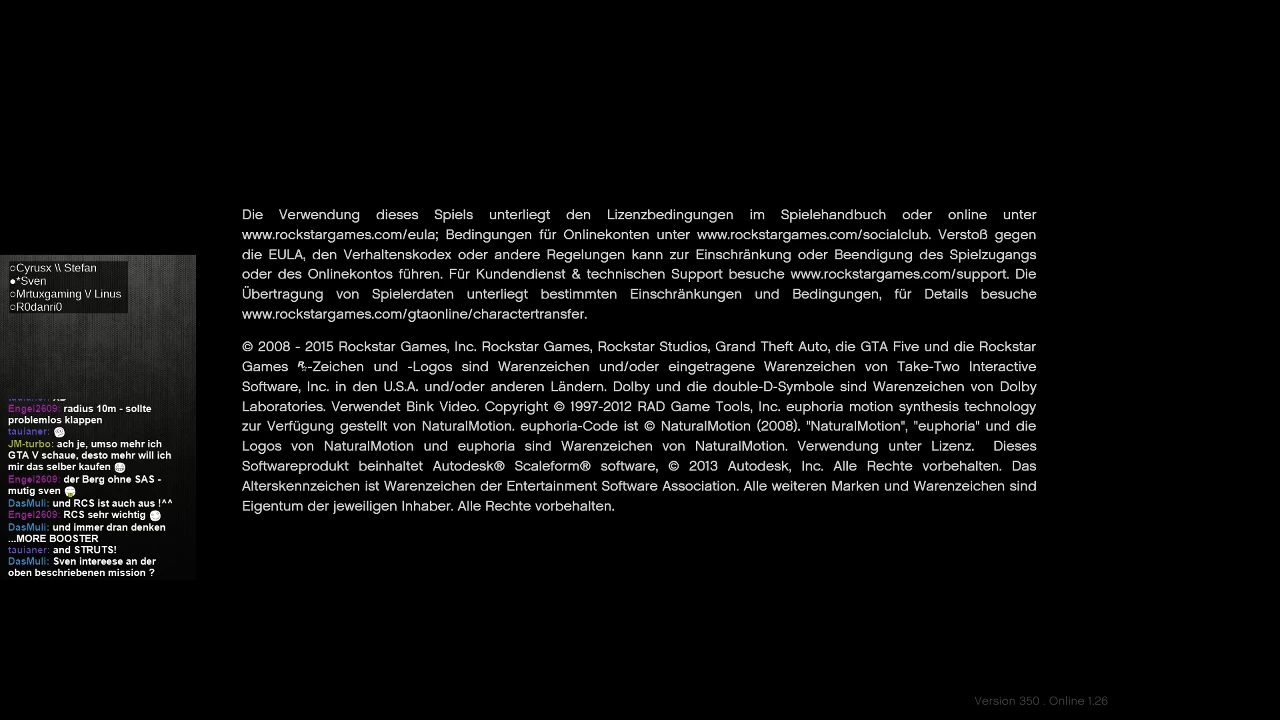 ○Cyrusx \\ Stefan
●*Sven
○Mrtuxgaming \/ Linus
○R0danri0
Engel2609: radius 10m - sollte
problemlos klappen
tauianer:
JM-turbo: ach je, umso mehr ich
GTA V schaue, desto mehr will ich
mir das selber kaufen
Engel2609: der Berg ohne SAS -
mutig sven
DasMuli: und RCS ist auch aus !^^
Engel2609: RCS sehr wichtig
DasMuli: und immer dran denken
...MORE BOOSTER
tauianer: and STRUTS!
DasMuli: Sven intereese an der
oben beschriebenen mission ?
Die Verwendung dieses Spiels unterliegt den Lizenzbedingungen im Spielehandbuch oder online unter
www.rockstargames.com/eula; Bedingungen für Onlinekonten unter www.rockstargames.com/socialclub. Verstoß gegen
die EULA, den Verhaltenskodex oder andere Regelungen kann zur Einschränkung oder Beendigung des Spielzugangs
oder des Onlinekontos führen. Für Kundendienst & technischen Support besuche www.rockstargames.com/support. Die
Übertragung von Spielerdaten unterliegt bestimmten Einschränkungen und Bedingungen, für Details besuche
www.rockstargames.com/gtaonline/charactertransfer.
© 2008 - 2015 Rockstar Games, Inc. Rockstar Games, Rockstar Studios, Grand Theft Auto, die GTA Five und die Rockstar
Games R*-Zeichen und -Logos sind Warenzeichen und/oder eingetragene Warenzeichen von Take-Two Interactive
Software, Inc. in den U.S.A. und/oder anderen Ländern. Dolby und die double-D-Symbole sind Warenzeichen von Dolby
Laboratories. Verwendet Bink Video. Copyright © 1997-2012 RAD Game Tools, Inc. euphoria motion synthesis technology
zur Verfügung gestellt von NaturalMotion. euphoria-Code ist © NaturalMotion (2008). "NaturalMotion", "euphoria" und die
Logos von NaturalMotion und euphoria sind Warenzeichen von NaturalMotion. Verwendung unter Lizenz. Dieses
Softwareprodukt beinhaltet Autodesk® Scaleform® software, © 2013 Autodesk, Inc. Alle Rechte vorbehalten. Das
Alterskennzeichen ist Warenzeichen der Entertainment Software Association. Alle weiteren Marken und Warenzeichen sind
Eigentum der jeweiligen Inhaber. Alle Rechte vorbehalten.
Version 350 . Online 1.26